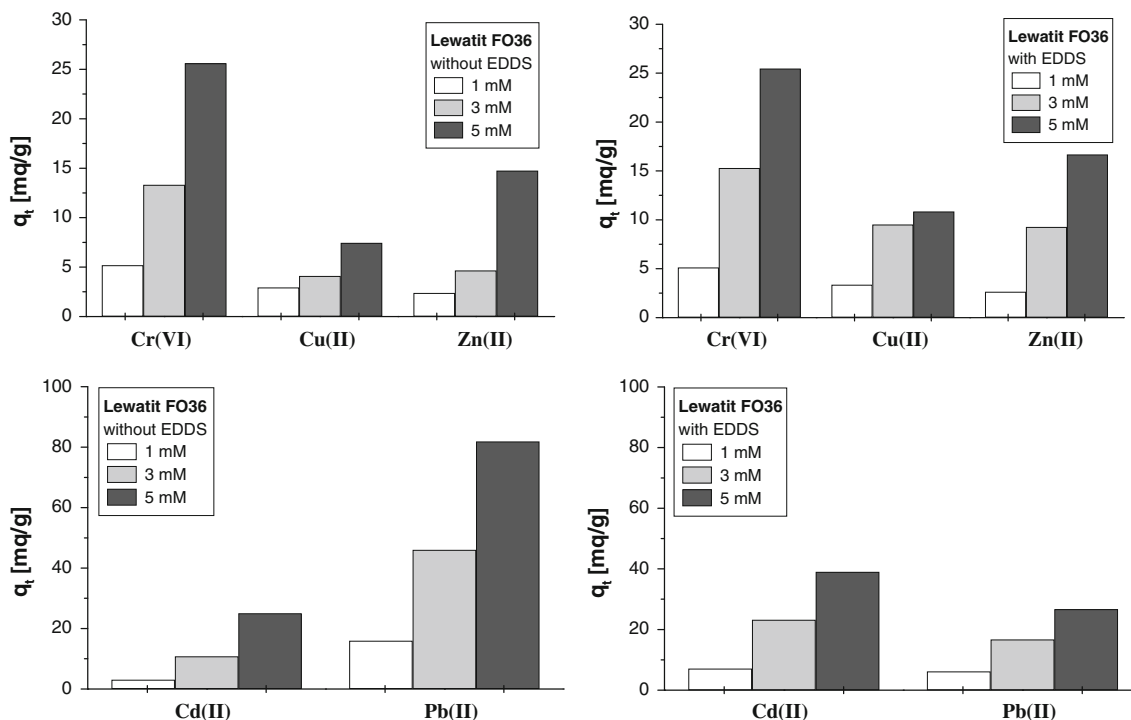 30
25
20
15
10
5
0
q_t [mq/g]
Lewatit FO36
without EDDS
1 mM
3 mM
5 mM
Cr(VI) Cu(II) Zn(II)
30
25
20
15
10
5
0
q_t [mq/g]
Lewatit FO36
with EDDS
1 mM
3 mM
5 mM
Cr(VI) Cu(II) Zn(II)
100
80
60
40
20
0
q_t [mq/g]
Lewatit FO36
without EDDS
1 mM
3 mM
5 mM
Cd(II) Pb(II)
100
80
60
40
20
0
q_t [mq/g]
Lewatit FO36
with EDDS
1 mM
3 mM
5 mM
Cd(II) Pb(II)